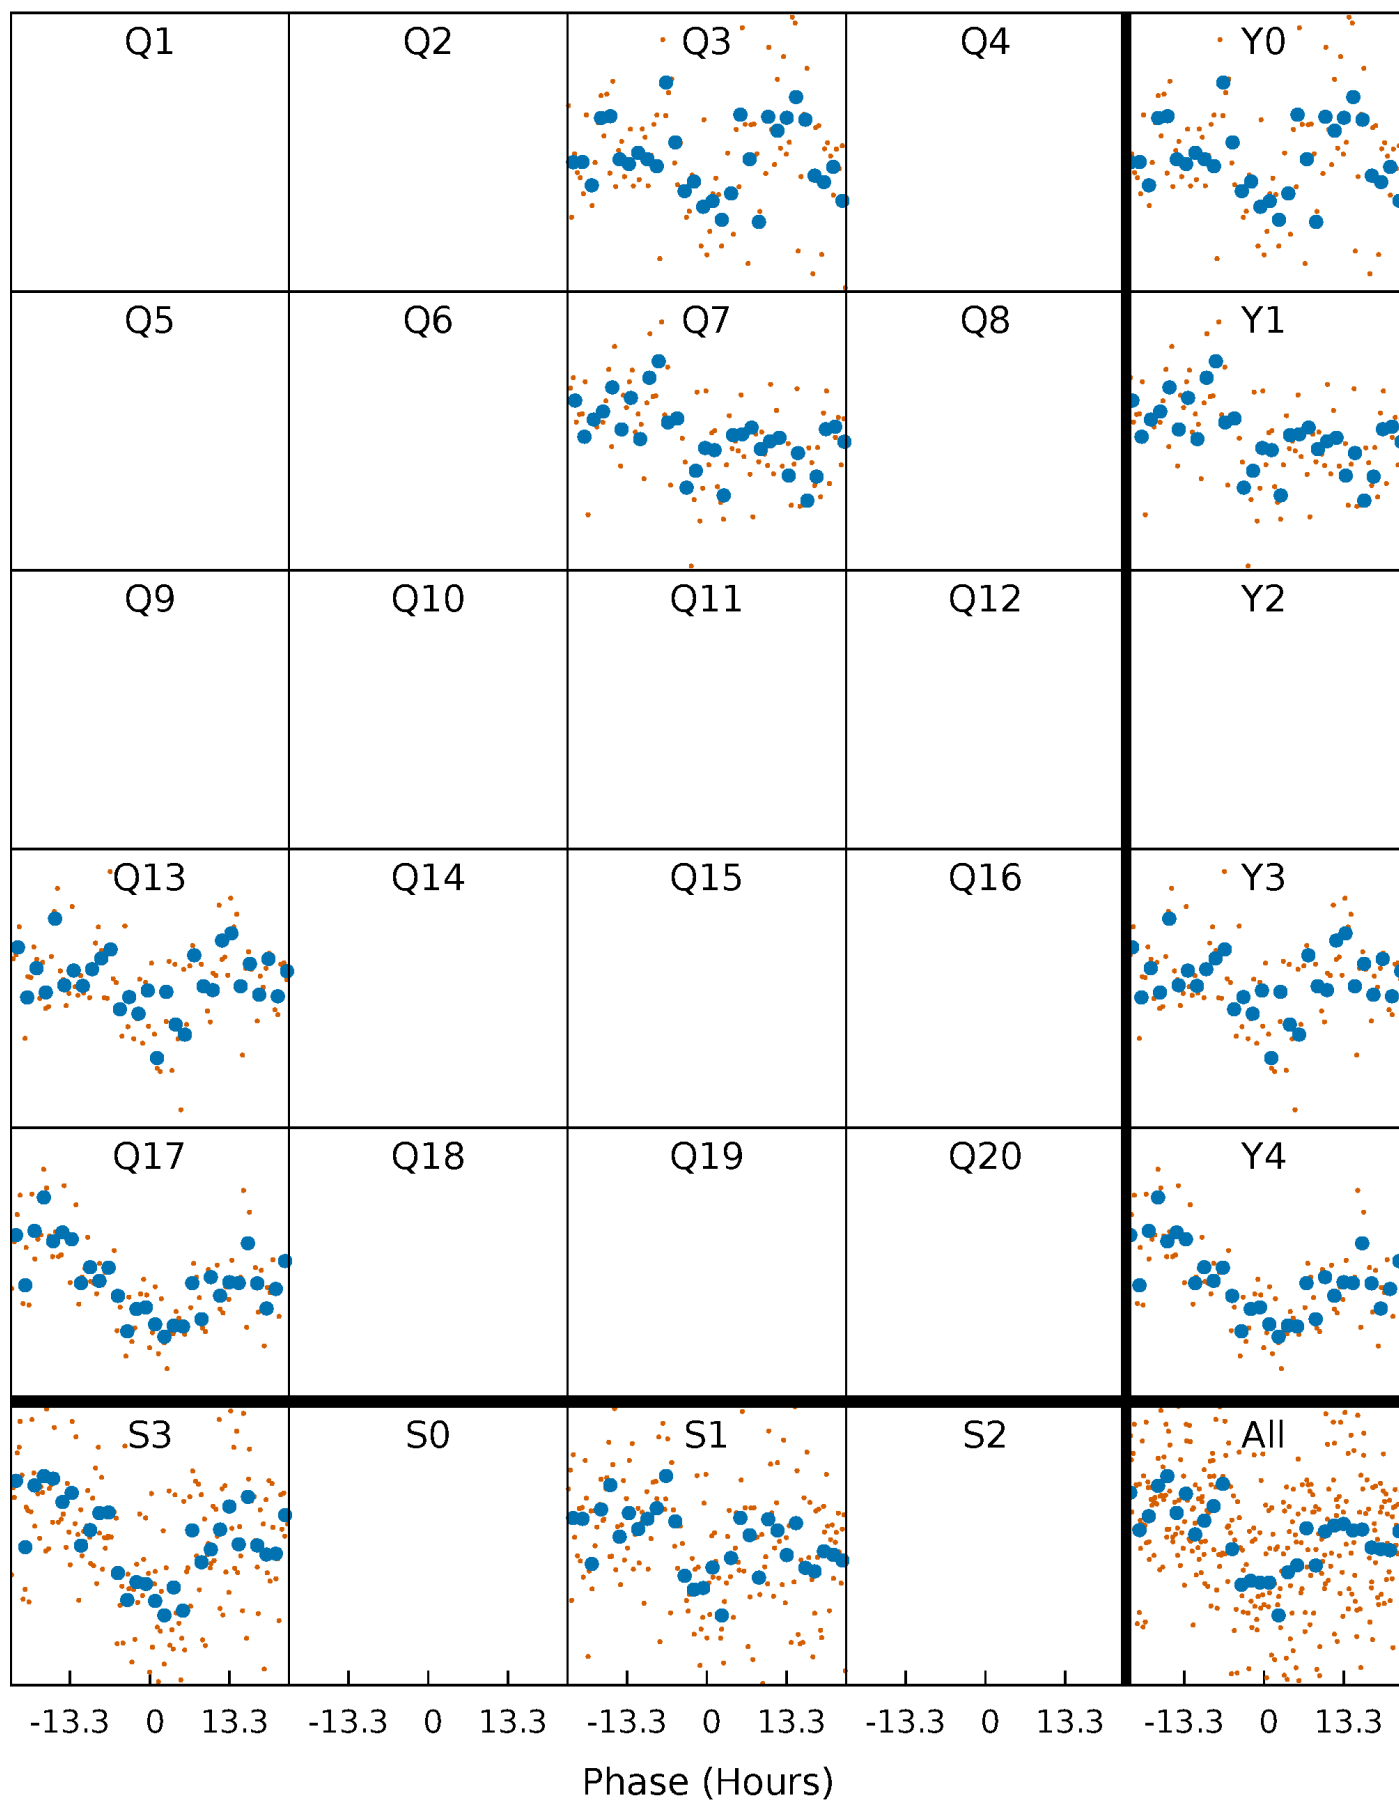 Q1 Q2 Q3 Q4 Y0
Q5 Q6 Q7 Q8 Y1
Q9 Q10 Q11 Q12 Y2
Q13 Q14 Q15 Q16 Y3
Q17 Q18 Q19 Q20 Y4
S3 S0 S1 S2 All
-13.3 0 13.3 -13.3 0 13.3 -13.3 0 13.3 -13.3 0 13.3 -13.3 0 13.3
Phase (Hours)